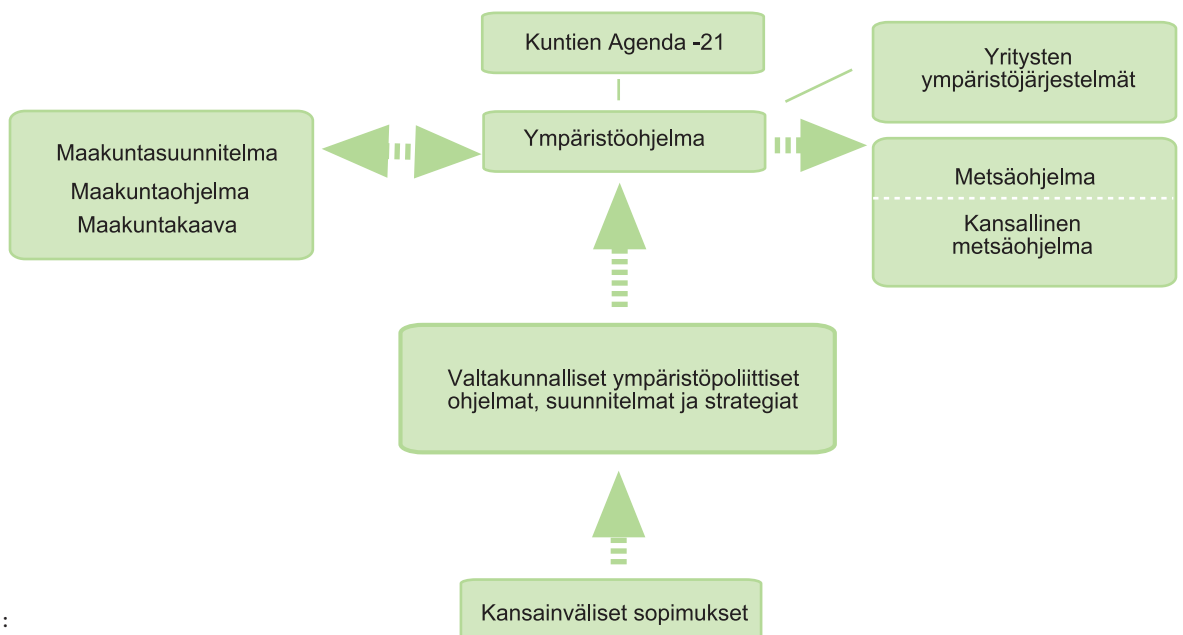 Kuntien Agenda -21
Yritysten
ympäristöjärjestelmät
Maakuntasuunnitelma
Maakuntaohjelma
Maakuntakaava
Ympäristöohjelma
Metsäohjelma
Kansallinen
metsäohjelma
Valtakunnalliset ympäristöpoliittiset
ohjelmat, suunnitelmat ja strategiat
Kansainväliset sopimukset
: